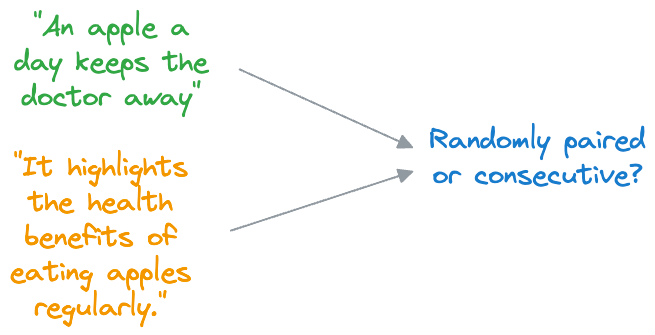 "An apple a
day keeps the
doctor away"
"It highlights
the health
benefits of
eating apples
regularly."
Randomly paired
or consecutive?